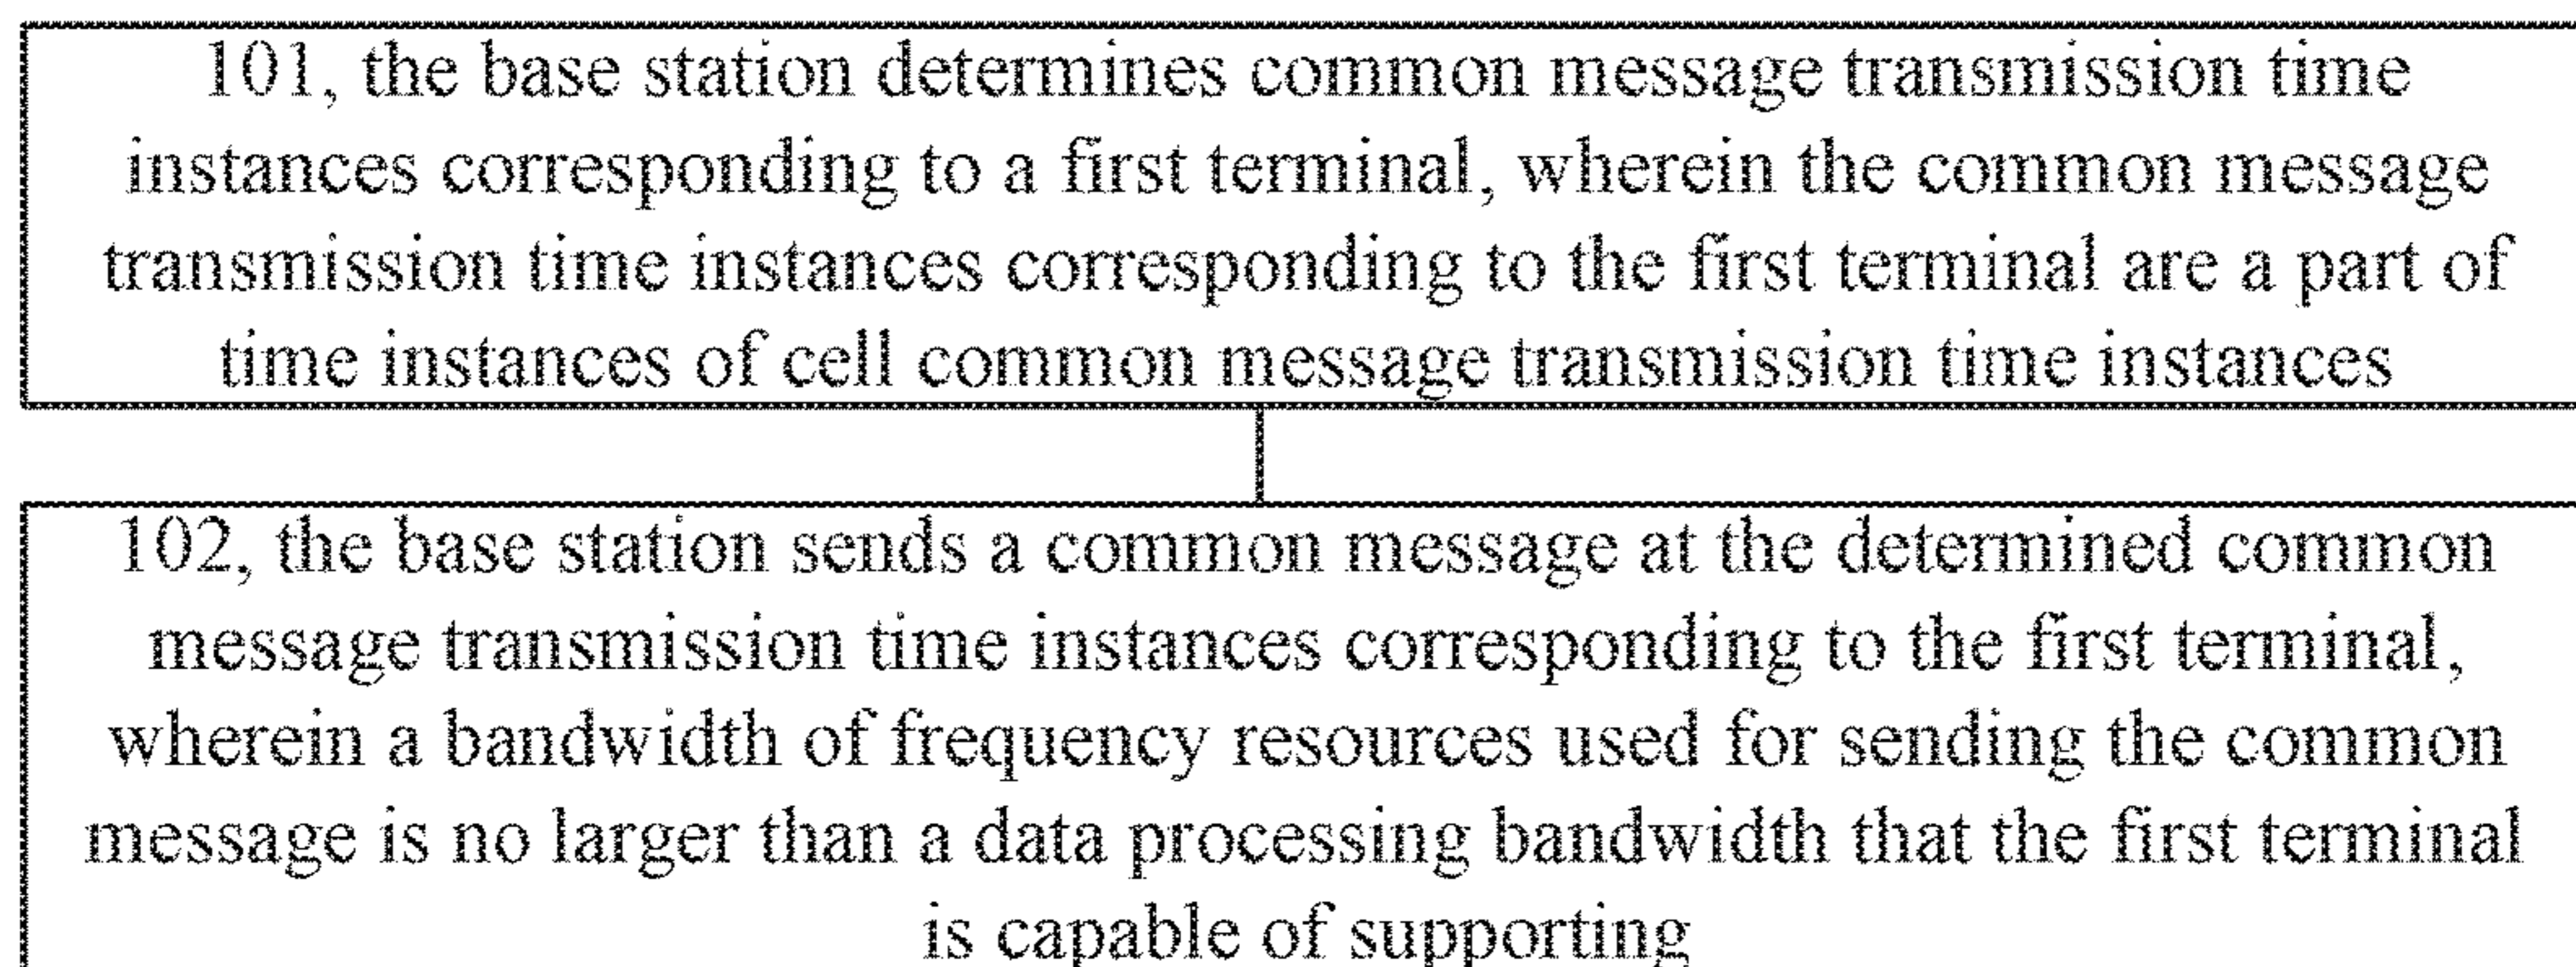 101, the base station determines common message transmission time
instances corresponding to a first terminal, wherein the common message
transmission time instances corresponding to the first terminal are a part of
time instances of cell common message transmission time instances
102, the base station sends a common message at the determined common
message transmission time instances corresponding to the first terminal,
wherein a bandwidth of frequency resources used for sending the common
message is no larger than a data processing bandwidth that the first terminal
is capable of supporting